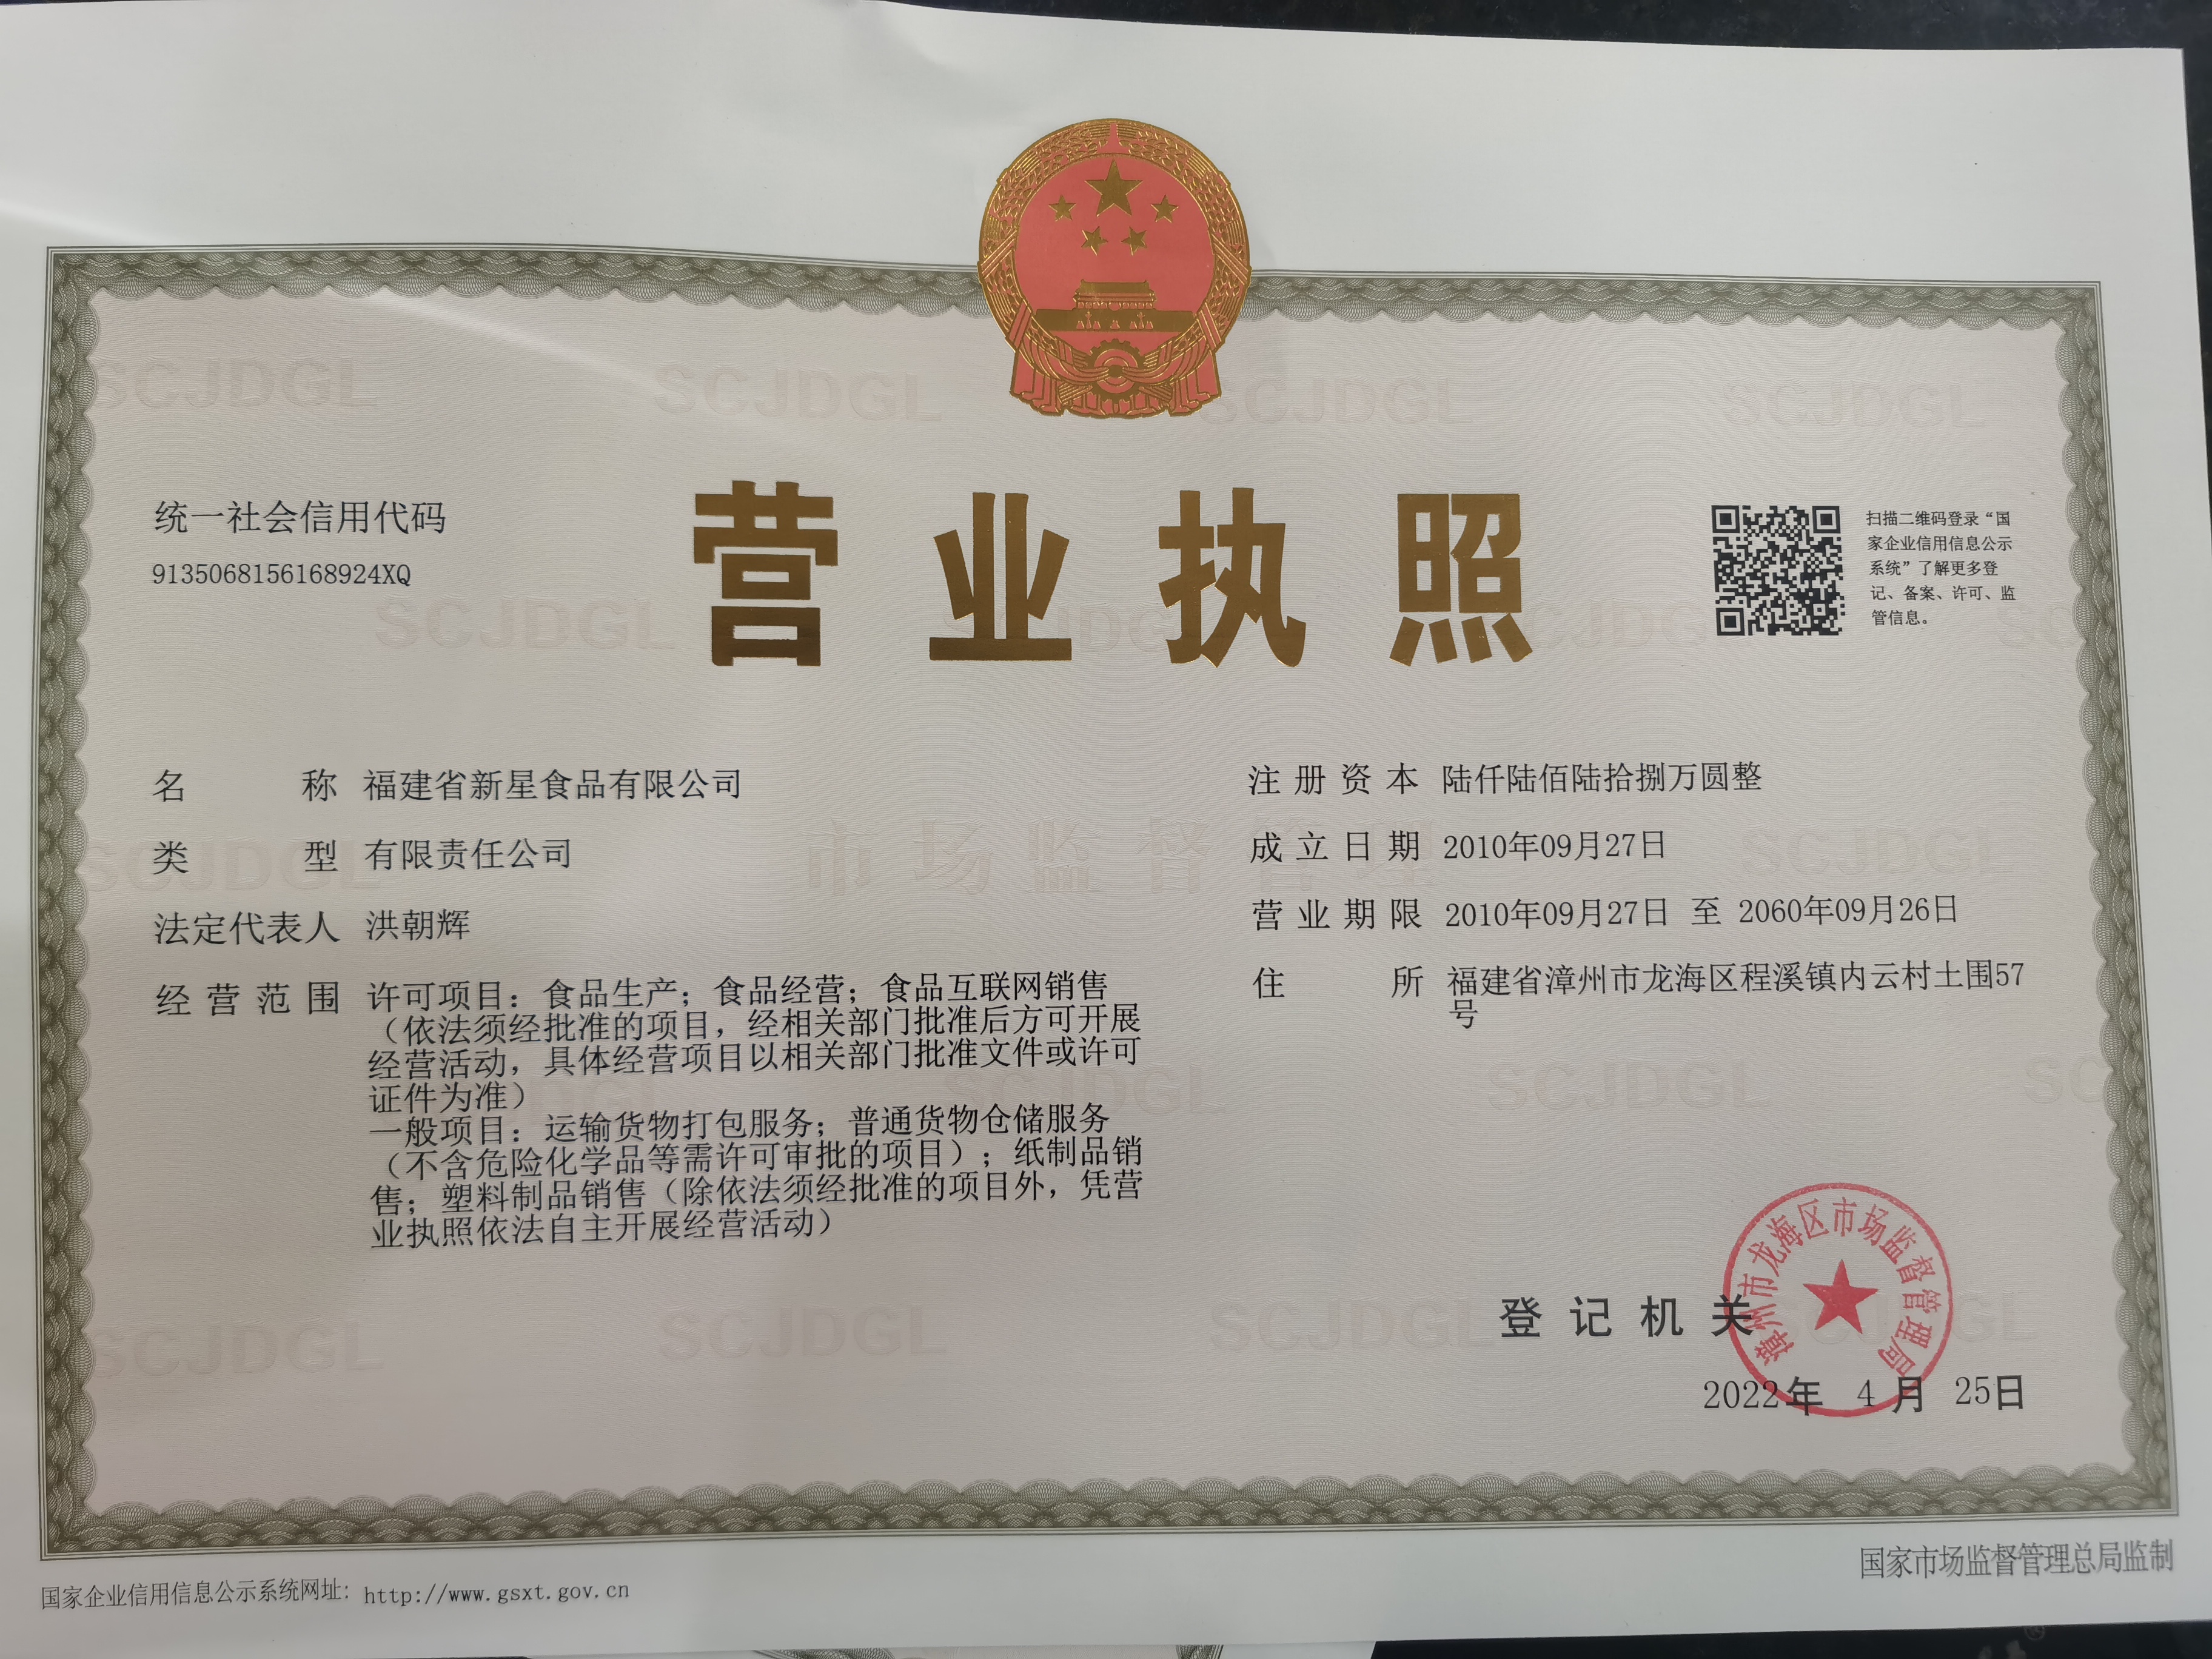 营业执照
统一社会信用代码
9135068156168924XQ
扫描二维码登录“国
家企业信用信息公示
系统”了解更多登
记、备案、许可、监
管信息。
名称 福建省新星食品有限公司
类型 有限责任公司
法定代表人 洪朝辉
经营范围 许可项目：食品生产；食品经营；食品互联网销售
（依法须经批准的项目，经相关部门批准后方可开展
经营活动，具体经营项目以相关部门批准文件或许可
证件为准）
一般项目：运输货物打包服务；普通货物仓储服务
（不含危险化学品等需许可审批的项目）；纸制品销
售；塑料制品销售（除依法须经批准的项目外，凭营
业执照依法自主开展经营活动）
注册资本 陆仟陆佰陆拾捌万圆整
成立日期 2010年09月27日
营业期限 2010年09月27日 至 2060年09月26日
住所 福建省漳州市龙海区程溪镇内云村土围57
号
市场监督管理
SCJDGL
登记机关
漳州市龙海区市场监督管理局
2022年 4月 25日
国家企业信用信息公示系统网址：http://www.gsxt.gov.cn
国家市场监督管理总局监制